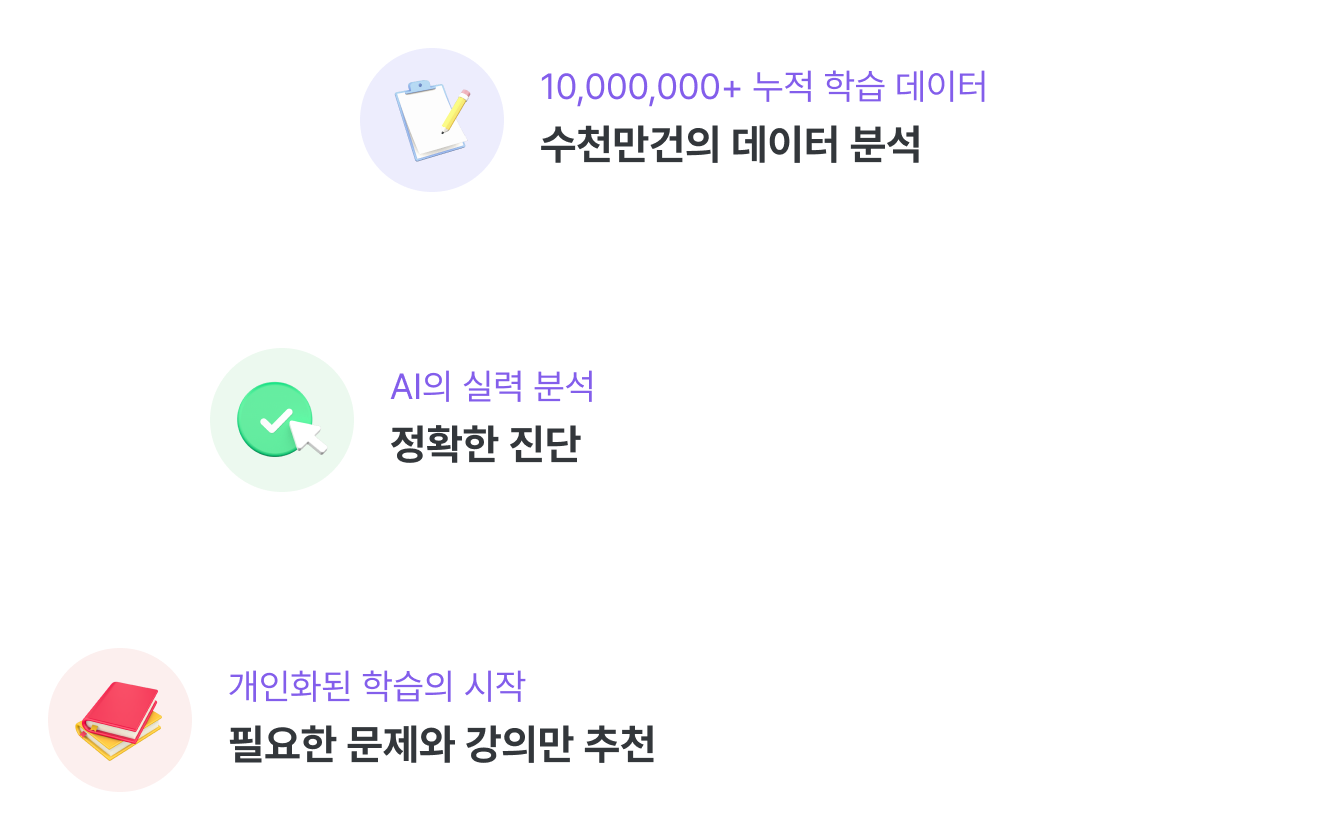 10,000,000+ 누적 학습 데이터
수천만건의 데이터 분석
AI의 실력 분석
정확한 진단
개인화된 학습의 시작
필요한 문제와 강의만 추천